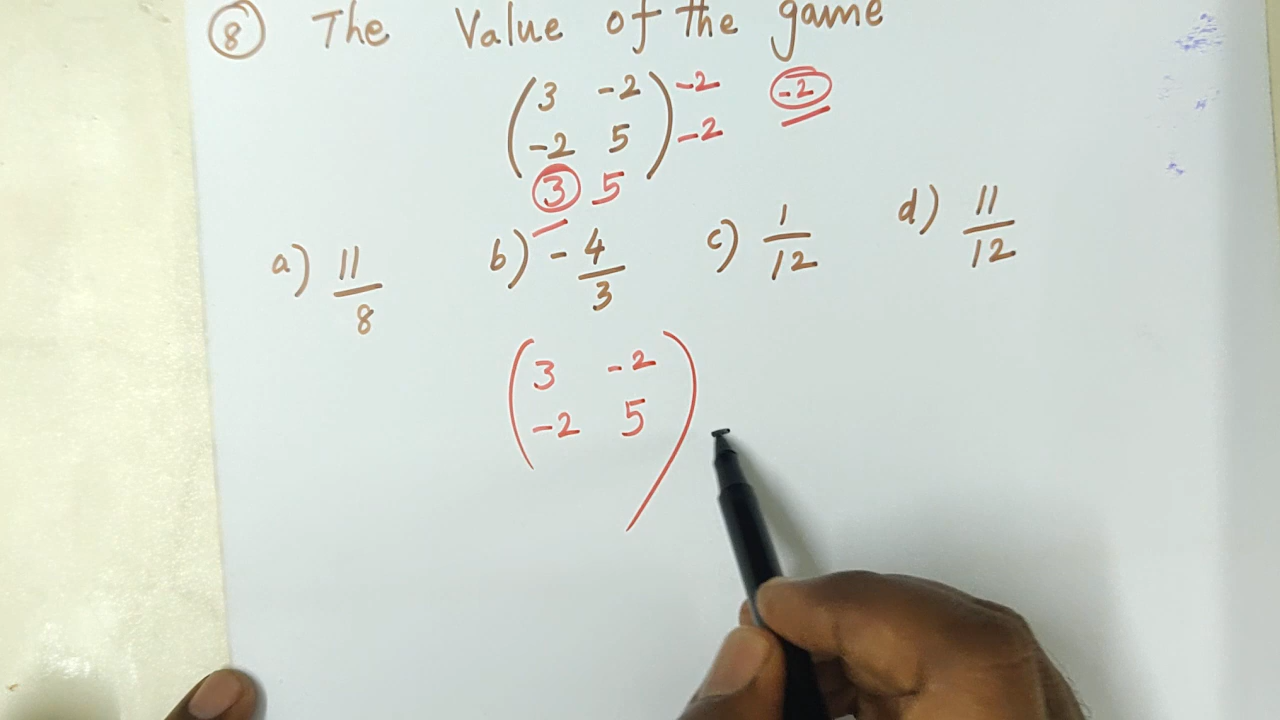 ⑧ The Value of the game
(3 -2) -2 (-2)
(-2 5) -2
3 5
a) 11/8 b) -4/3 c) 1/12 d) 11/12
(3 -2)
(-2 5)